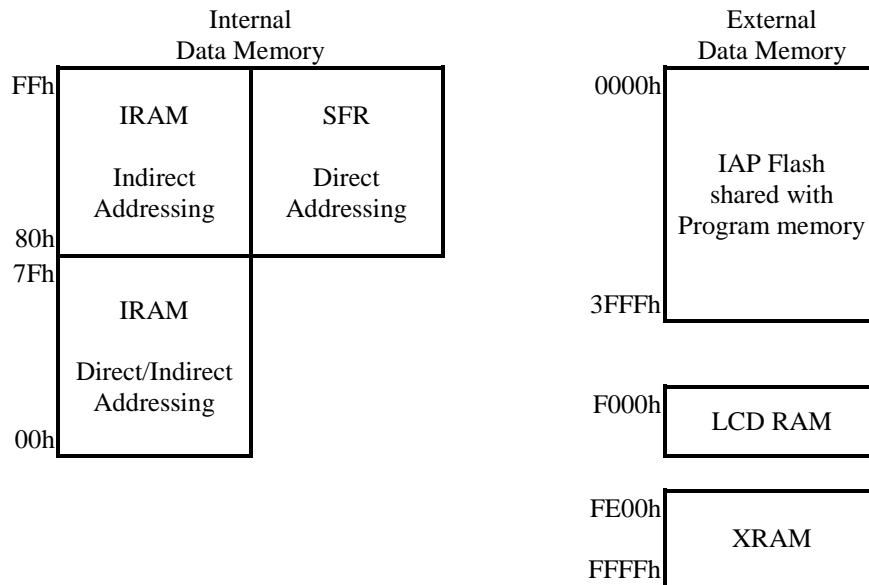 Internal
Data Memory
FFh
IRAM
Indirect
Addressing
80h
SFR
Direct
Addressing
7Fh
IRAM
Direct/Indirect
Addressing
00h
External
Data Memory
0000h
IAP Flash
shared with
Program memory
3FFFh
F000h
LCD RAM
FE00h
XRAM
FFFFh